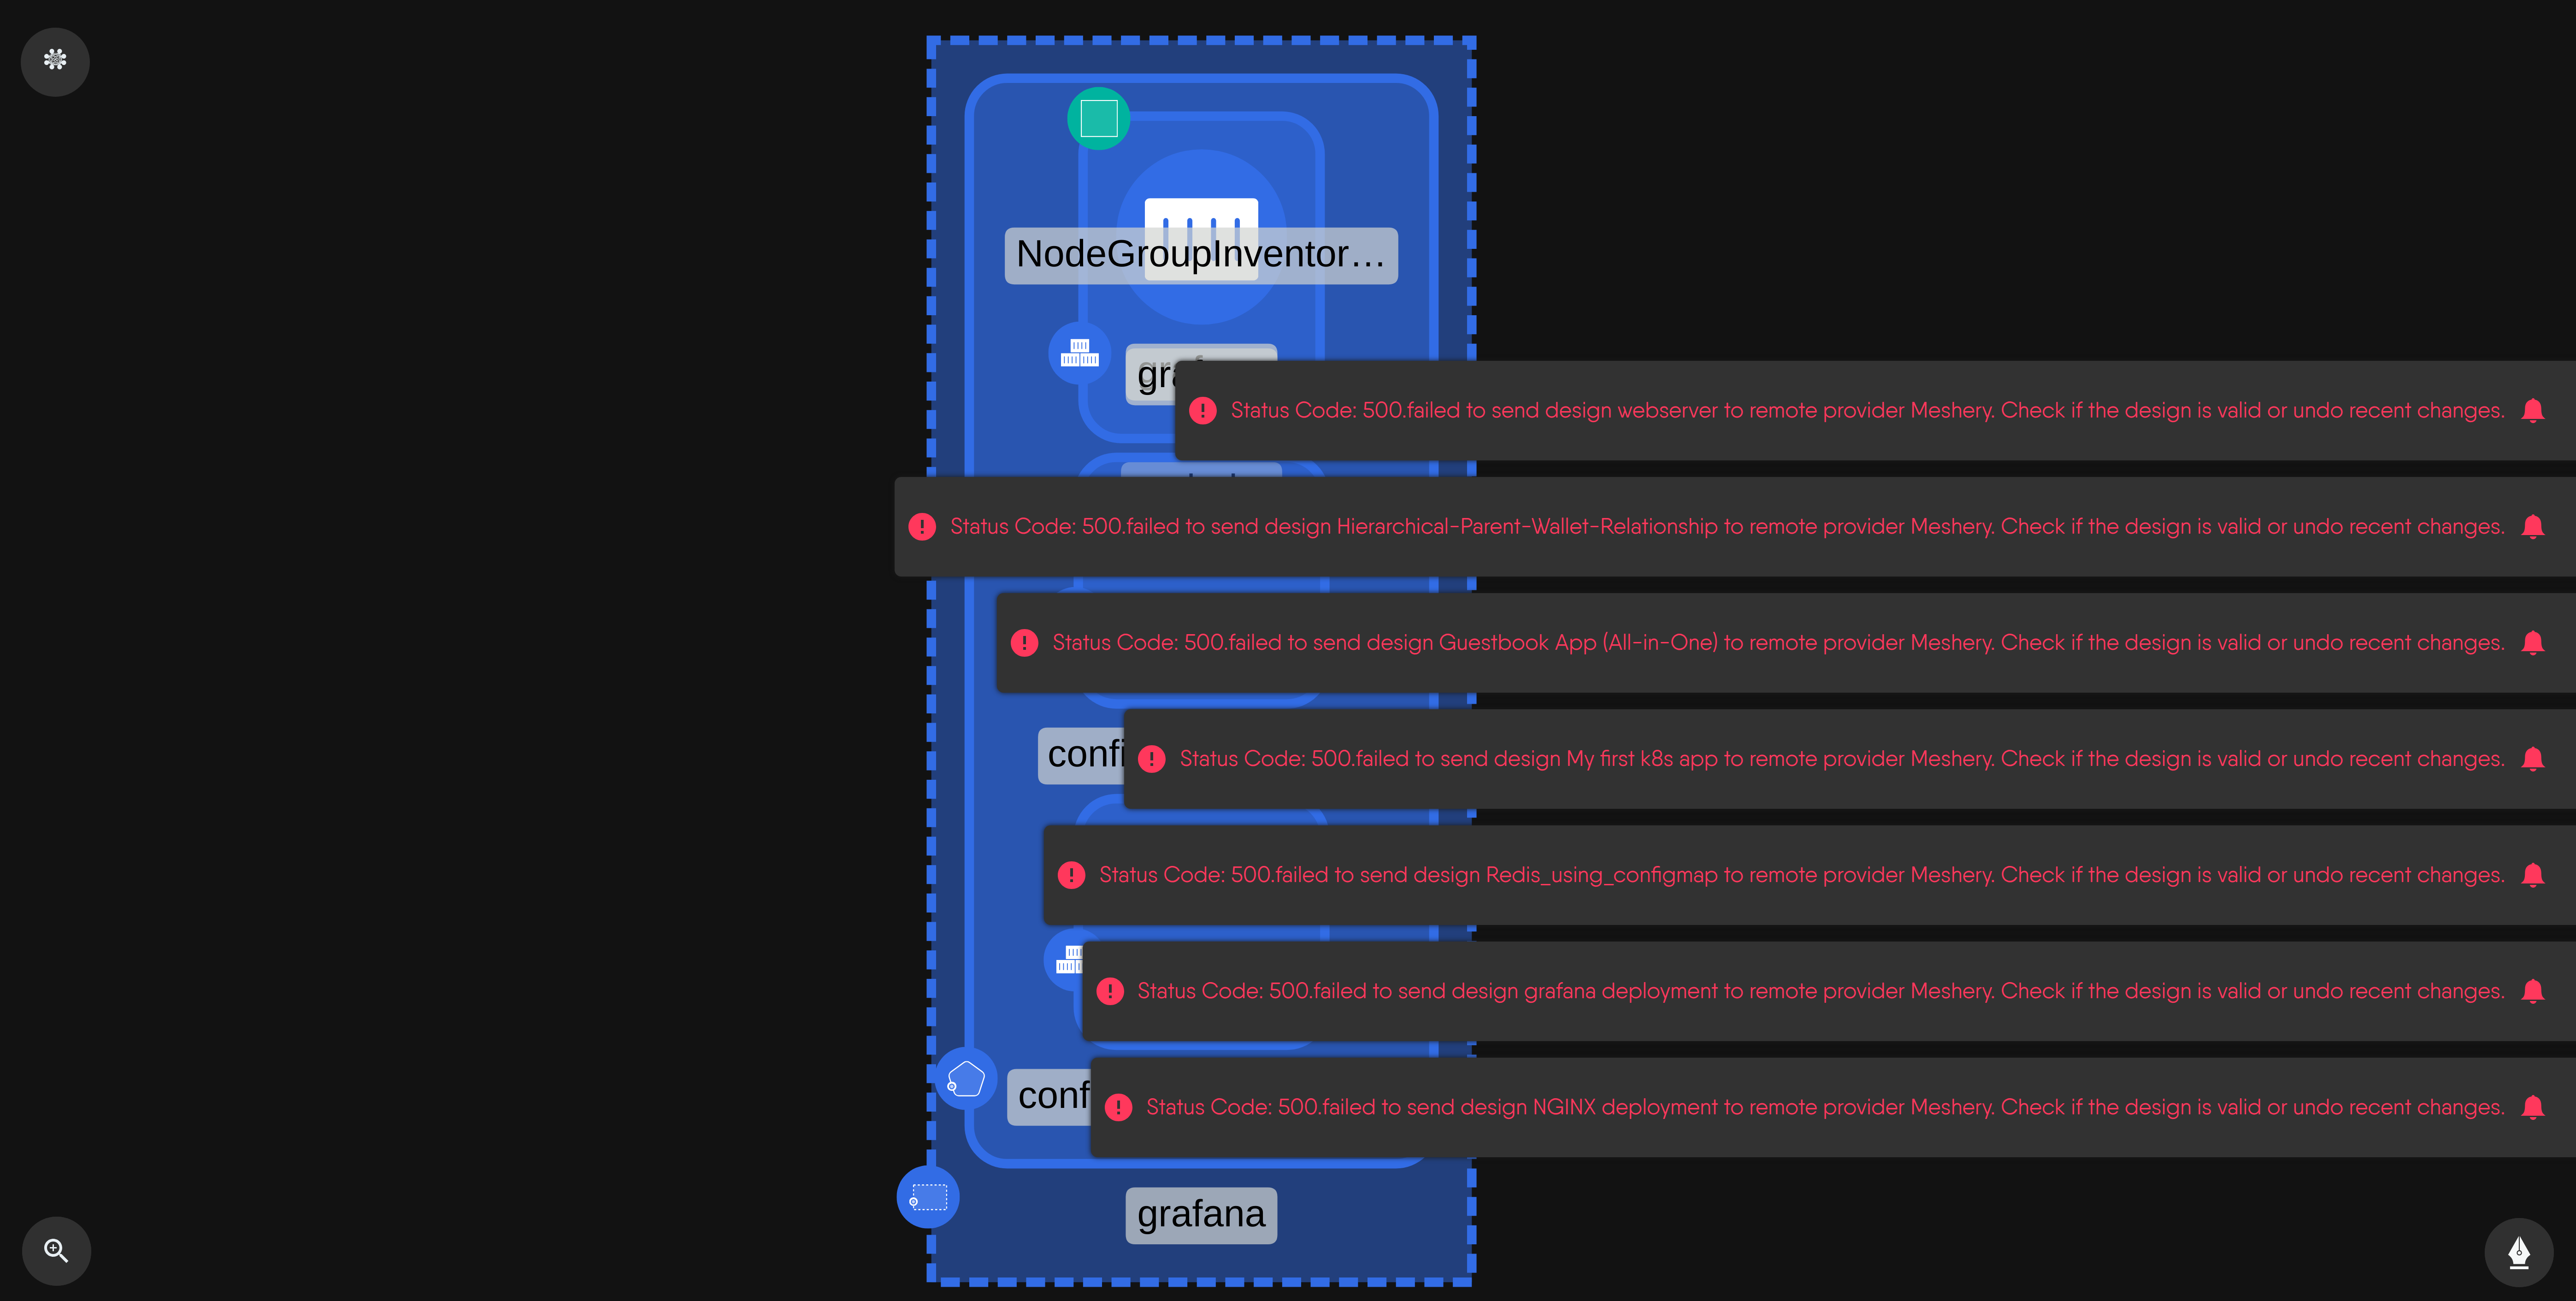 NodeGroupInventor…
Status Code: 500.failed to send design webserver to remote provider Meshery. Check if the design is valid or undo recent changes.
Status Code: 500.failed to send design Hierarchical-Parent-Wallet-Relationship to remote provider Meshery. Check if the design is valid or undo recent changes.
Status Code: 500.failed to send design Guestbook App (All-in-One) to remote provider Meshery. Check if the design is valid or undo recent changes.
Status Code: 500.failed to send design My first k8s app to remote provider Meshery. Check if the design is valid or undo recent changes.
Status Code: 500.failed to send design Redis_using_configmap to remote provider Meshery. Check if the design is valid or undo recent changes.
Status Code: 500.failed to send design grafana deployment to remote provider Meshery. Check if the design is valid or undo recent changes.
Status Code: 500.failed to send design NGINX deployment to remote provider Meshery. Check if the design is valid or undo recent changes.
grafana